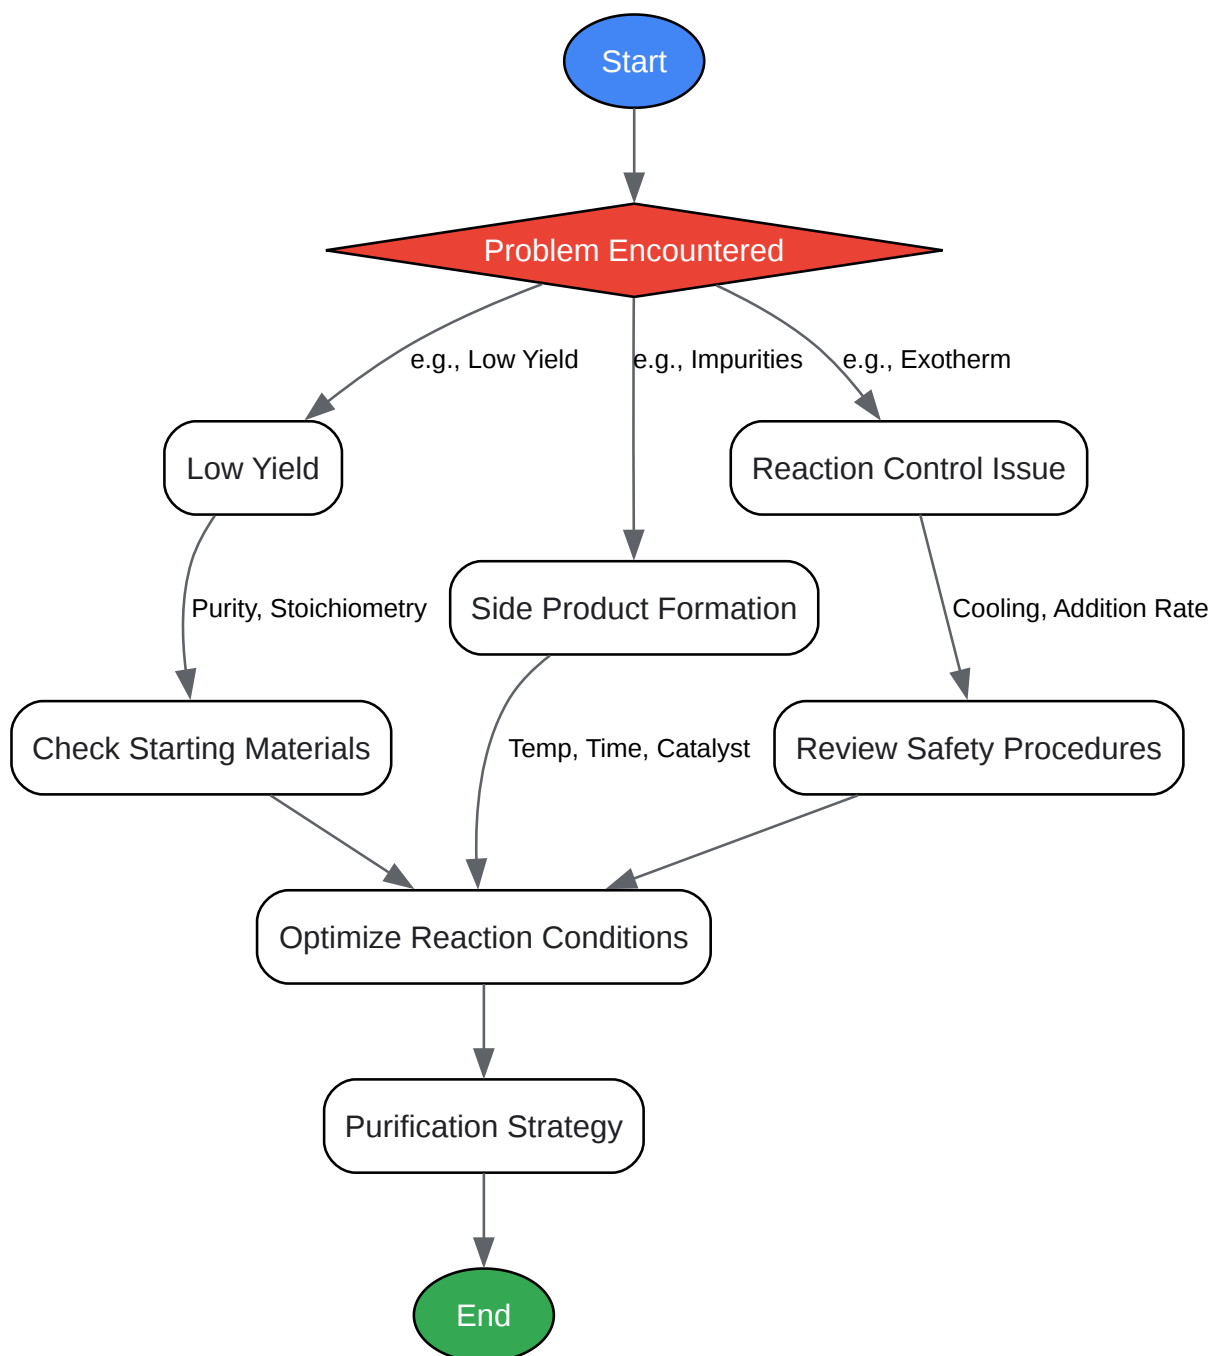 Start
Problem Encountered
e.g., Low Yield
e.g., Impurities
e.g., Exotherm
Low Yield
Reaction Control Issue
Purity, Stoichiometry
Side Product Formation
Cooling, Addition Rate
Check Starting Materials
Temp, Time, Catalyst
Review Safety Procedures
Optimize Reaction Conditions
Purification Strategy
End